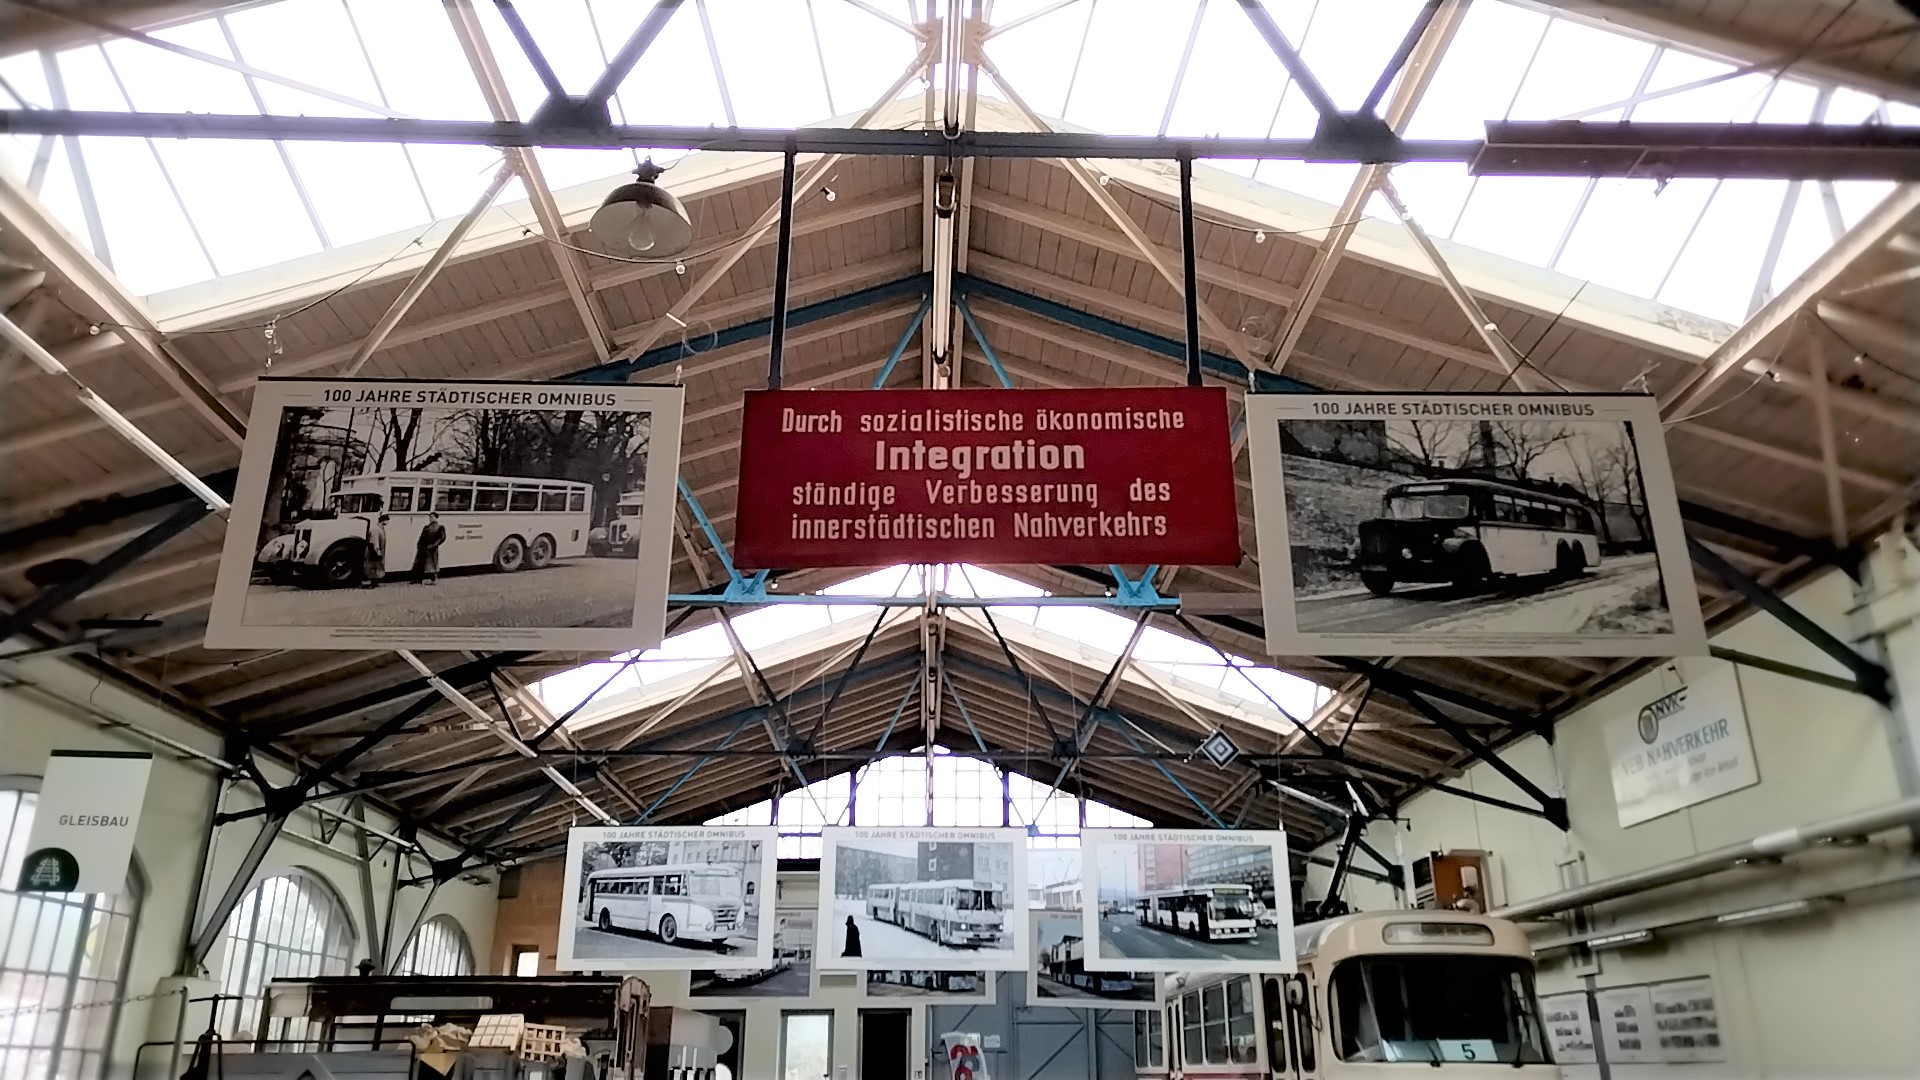 100 JAHRE STÄDTISCHER OMNIBUS
Durch sozialistische ökonomische
Integration
ständige Verbesserung des
innerstädtischen Nahverkehrs
100 JAHRE STÄDTISCHER OMNIBUS
NVK
VEB NAHVERKEHR
GLEISBAU
100 JAHRE STÄDTISCHER OMNIBUS
100 JAHRE STÄDTISCHER OMNIBUS
100 JAHRE STÄDTISCHER OMNIBUS
5